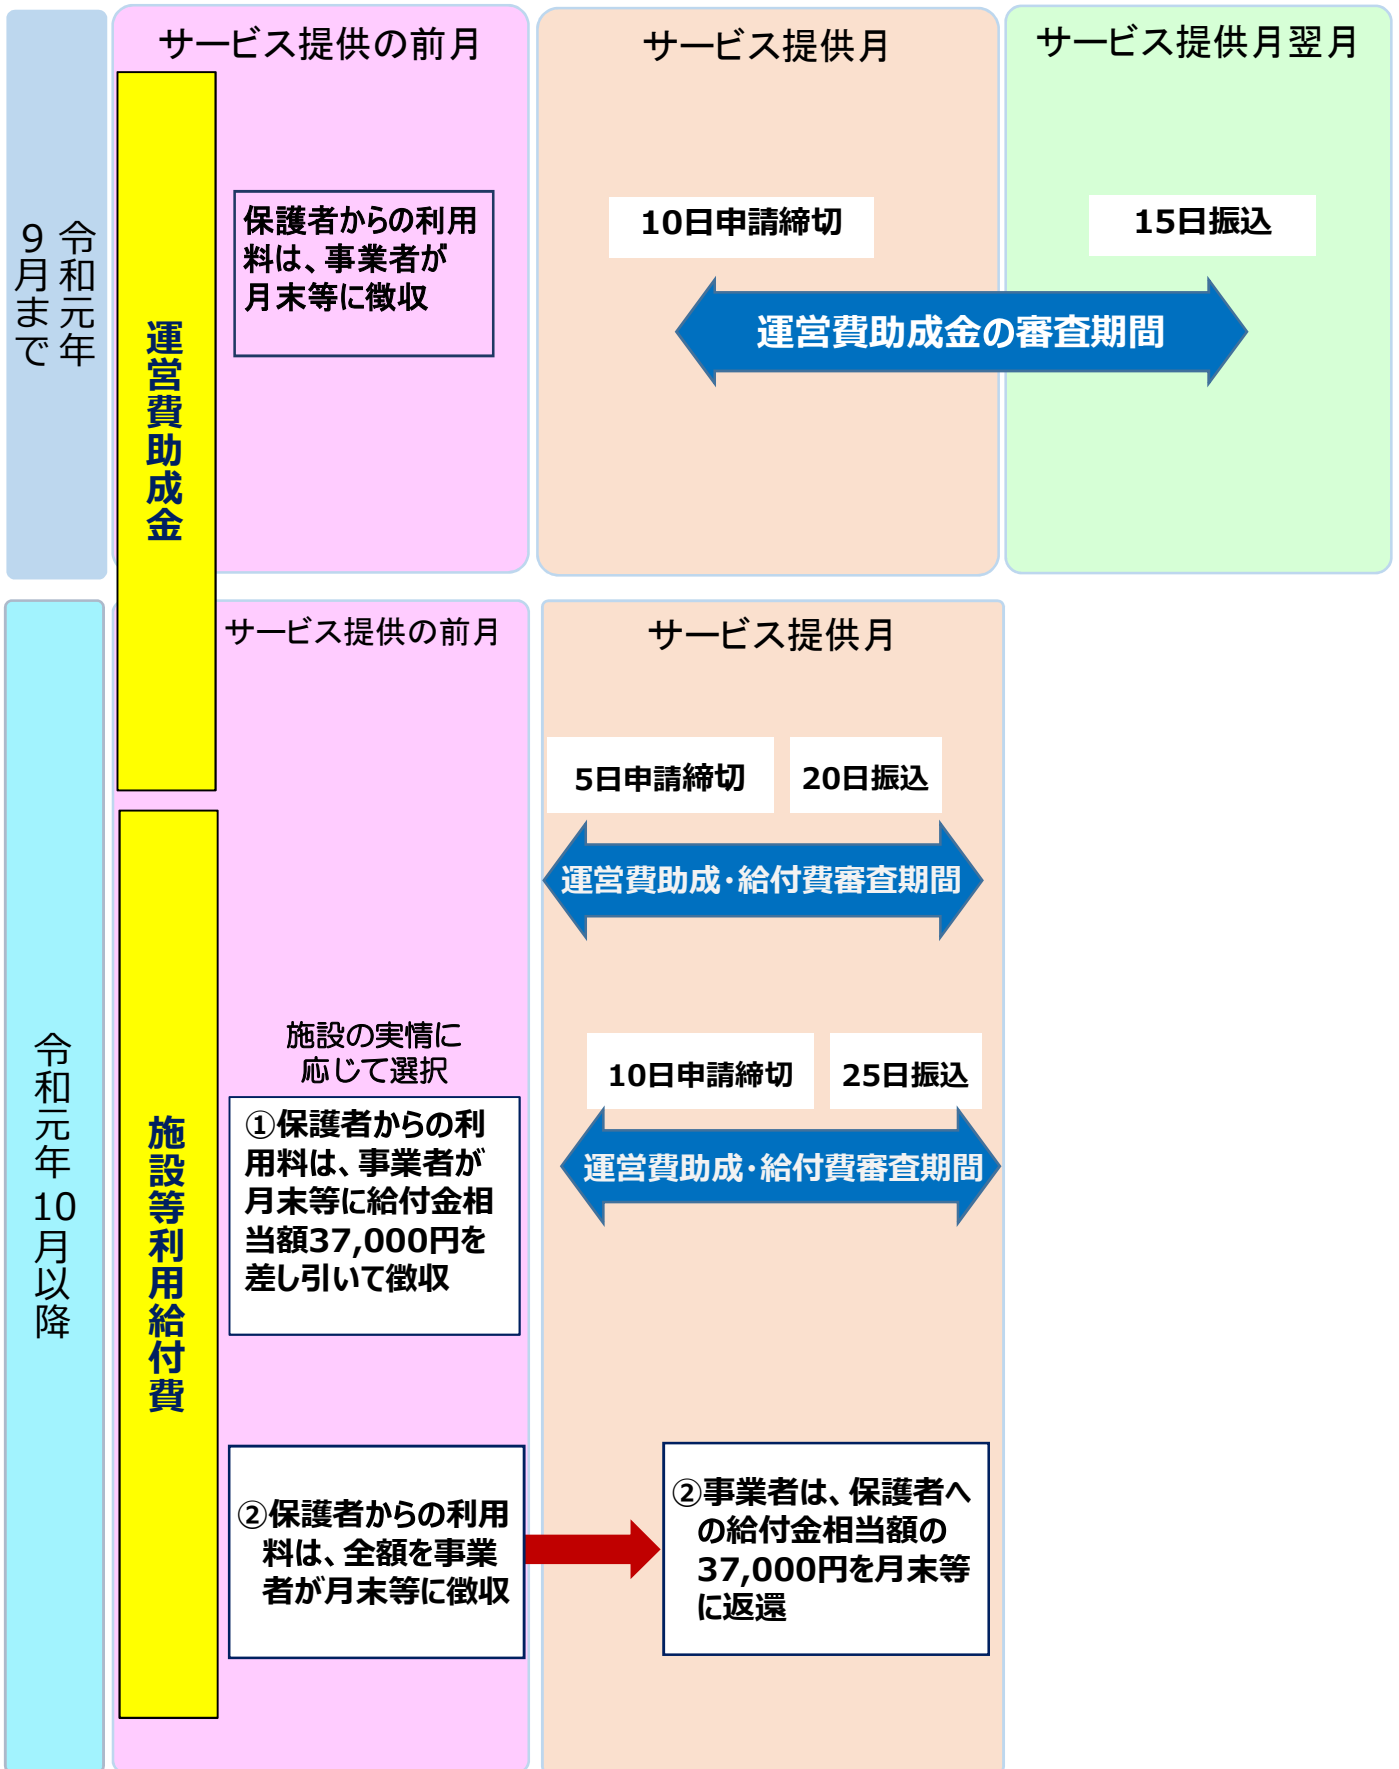 サービス提供の前月
サービス提供月
サービス提供月翌月
令和元年
9月まで
運営費助成金
保護者からの利用
料は、事業者が
月末等に徴収
10日申請締切
15日振込
運営費助成金の審査期間
サービス提供の前月
サービス提供月
令和元年10月以降
施設等利用給付費
5日申請締切
20日振込
運営費助成・給付費審査期間
施設の実情に
応じて選択
10日申請締切
25日振込
運営費助成・給付費審査期間
①保護者からの利
用料は、事業者が
月末等に給付金相
当額37,000円を
差し引いて徴収
②保護者からの利用
料は、全額を事業
者が月末等に徴収
②事業者は、保護者へ
の給付金相当額の
37,000円を月末等
に返還